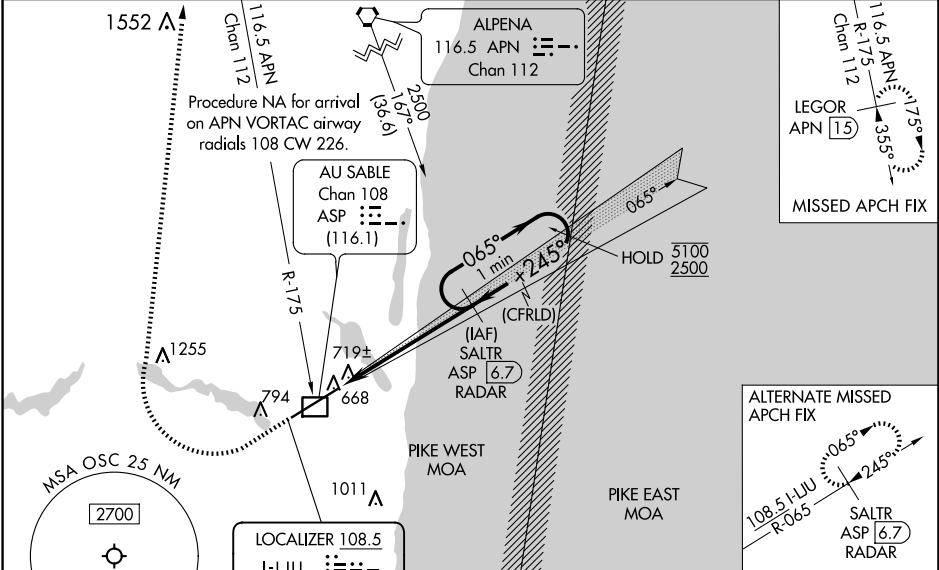 1552
116.5 APN
Chan 112
ALPENA
116.5 APN
Chan 112
2500
167°
(36.6)
Procedure NA for arrival
on APN VORTAC airway
radials 108 CW 226.
AU SABLE
Chan 108
ASP
(116.1)
R-175
065°
1 min
+245°
065°
HOLD 5100
2500
N
(CFRLD)
(IAF)
SALTR
ASP 6.7
RADAR
1255
719±
668
794
1011
PIKE WEST
MOA
PIKE EAST
MOA
MSA OSC 25 NM
2700
LOCALIZER 108.5
I-LJU
116.5 APN
R-175
Chan 112
LEGOR
APN 15
175°
355°
MISSED APCH FIX
ALTERNATE MISSED
APCH FIX
065°
245°
108.5 I-LJU
R-065
SALTR
ASP 6.7
RADAR